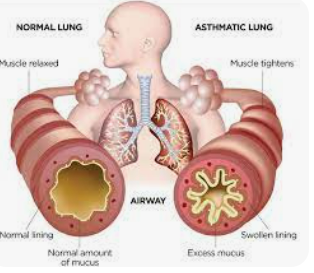 NORMAL LUNG
ASTHMATIC LUNG
Muscle relaxed
Muscle tightens
AIRWAY
Normal lining
Swollen lining
Normal amount
of mucus
Excess mucus